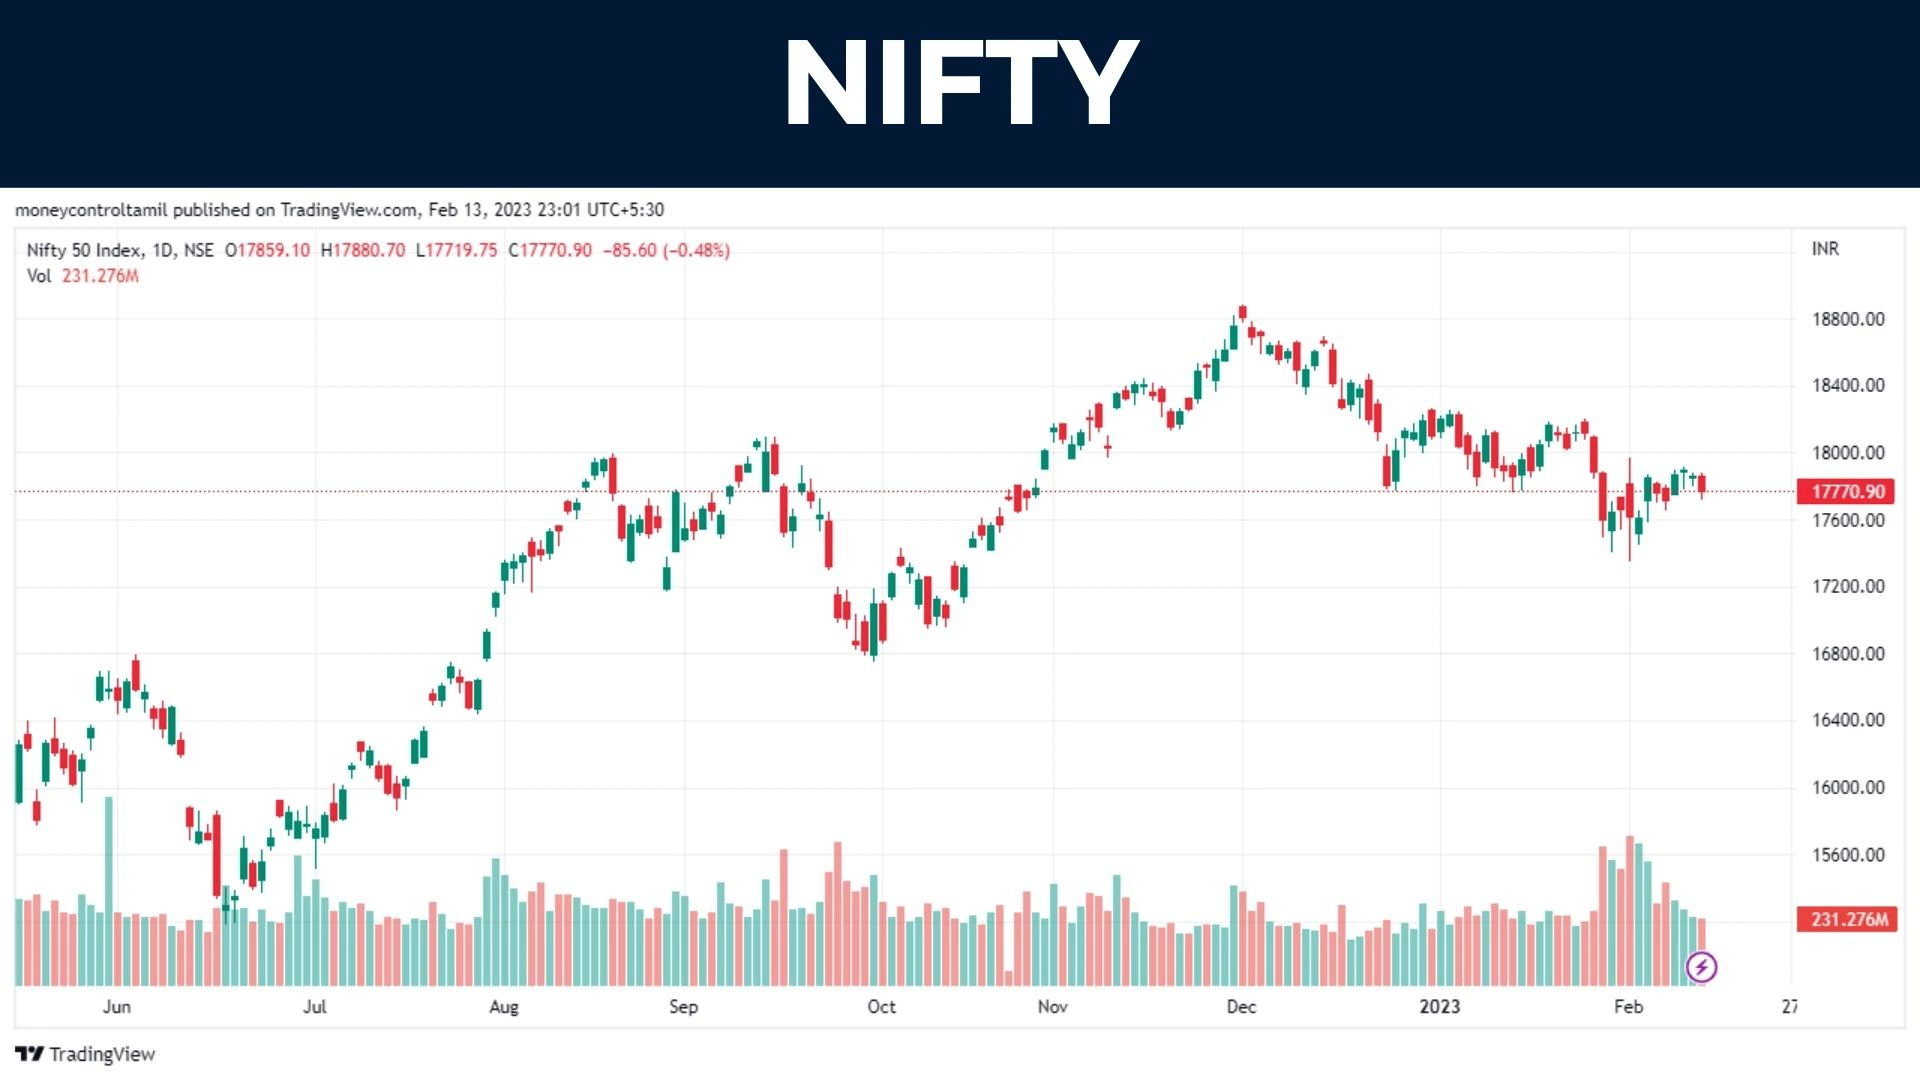 NIFTY
moneycontroltamil published on TradingView.com, Feb 13, 2023 23:01 UTC+5:30
Nifty 50 Index, 1D, NSE O17859.10 H17880.70 L17719.75 C17770.90 −85.60 (−0.48%)
INR
Vol 231.276M
18800.00
18400.00
18000.00
17770.90
17600.00
17200.00
16800.00
16400.00
16000.00
15600.00
231.276M
Jun Jul Aug Sep Oct Nov Dec 2023 Feb 27
TradingView